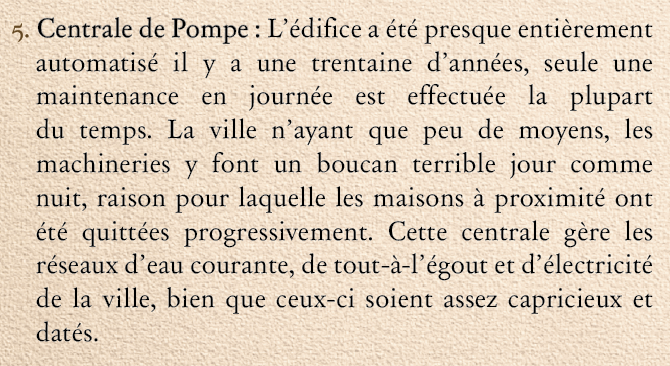 5. Centrale de Pompe : L’édifice a été presque entièrement
automatisé il y a une trentaine d’années, seule une
maintenance en journée est effectuée la plupart
du temps. La ville n’ayant que peu de moyens, les
machineries y font un boucan terrible jour comme
nuit, raison pour laquelle les maisons à proximité ont
été quittées progressivement. Cette centrale gère les
réseaux d’eau courante, de tout-à-l’égout et d’électricité
de la ville, bien que ceux-ci soient assez capricieux et
datés.